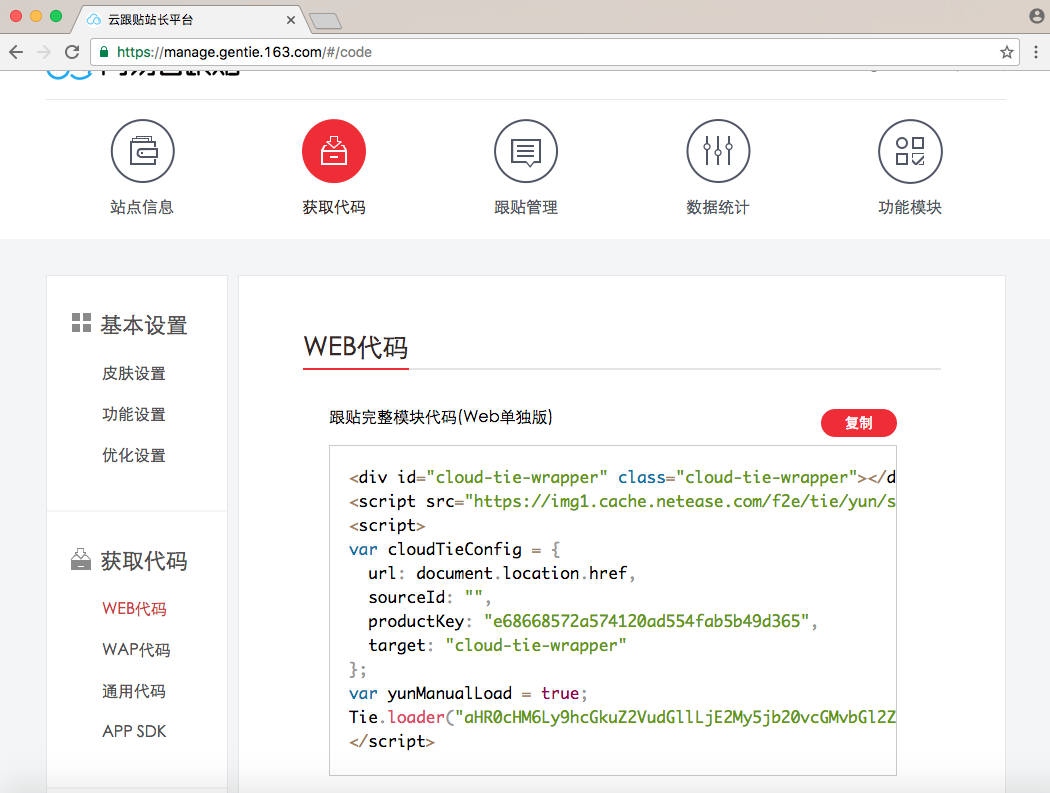 云跟贴站长平台
https://manage.gentie.163.com/#/code
站点信息
获取代码
跟贴管理
数据统计
功能模块
基本设置
皮肤设置
功能设置
优化设置
获取代码
WEB代码
WAP代码
通用代码
APP SDK
WEB代码
跟贴完整模块代码(Web单独版)
复制
<div id="cloud-tie-wrapper" class="cloud-tie-wrapper"></d
<script src="https://img1.cache.netease.com/f2e/tie/yun/s
<script>
var cloudTieConfig = {
url: document.location.href,
sourceId: "",
productKey: "e68668572a574120ad554fab5b49d365",
target: "cloud-tie-wrapper"
};
var yunManualLoad = true;
Tie.loader("aHR0cHM6Ly9hcGkuZ2VudGllLjE2My5jb20vcGMvbGl2Z
</script>